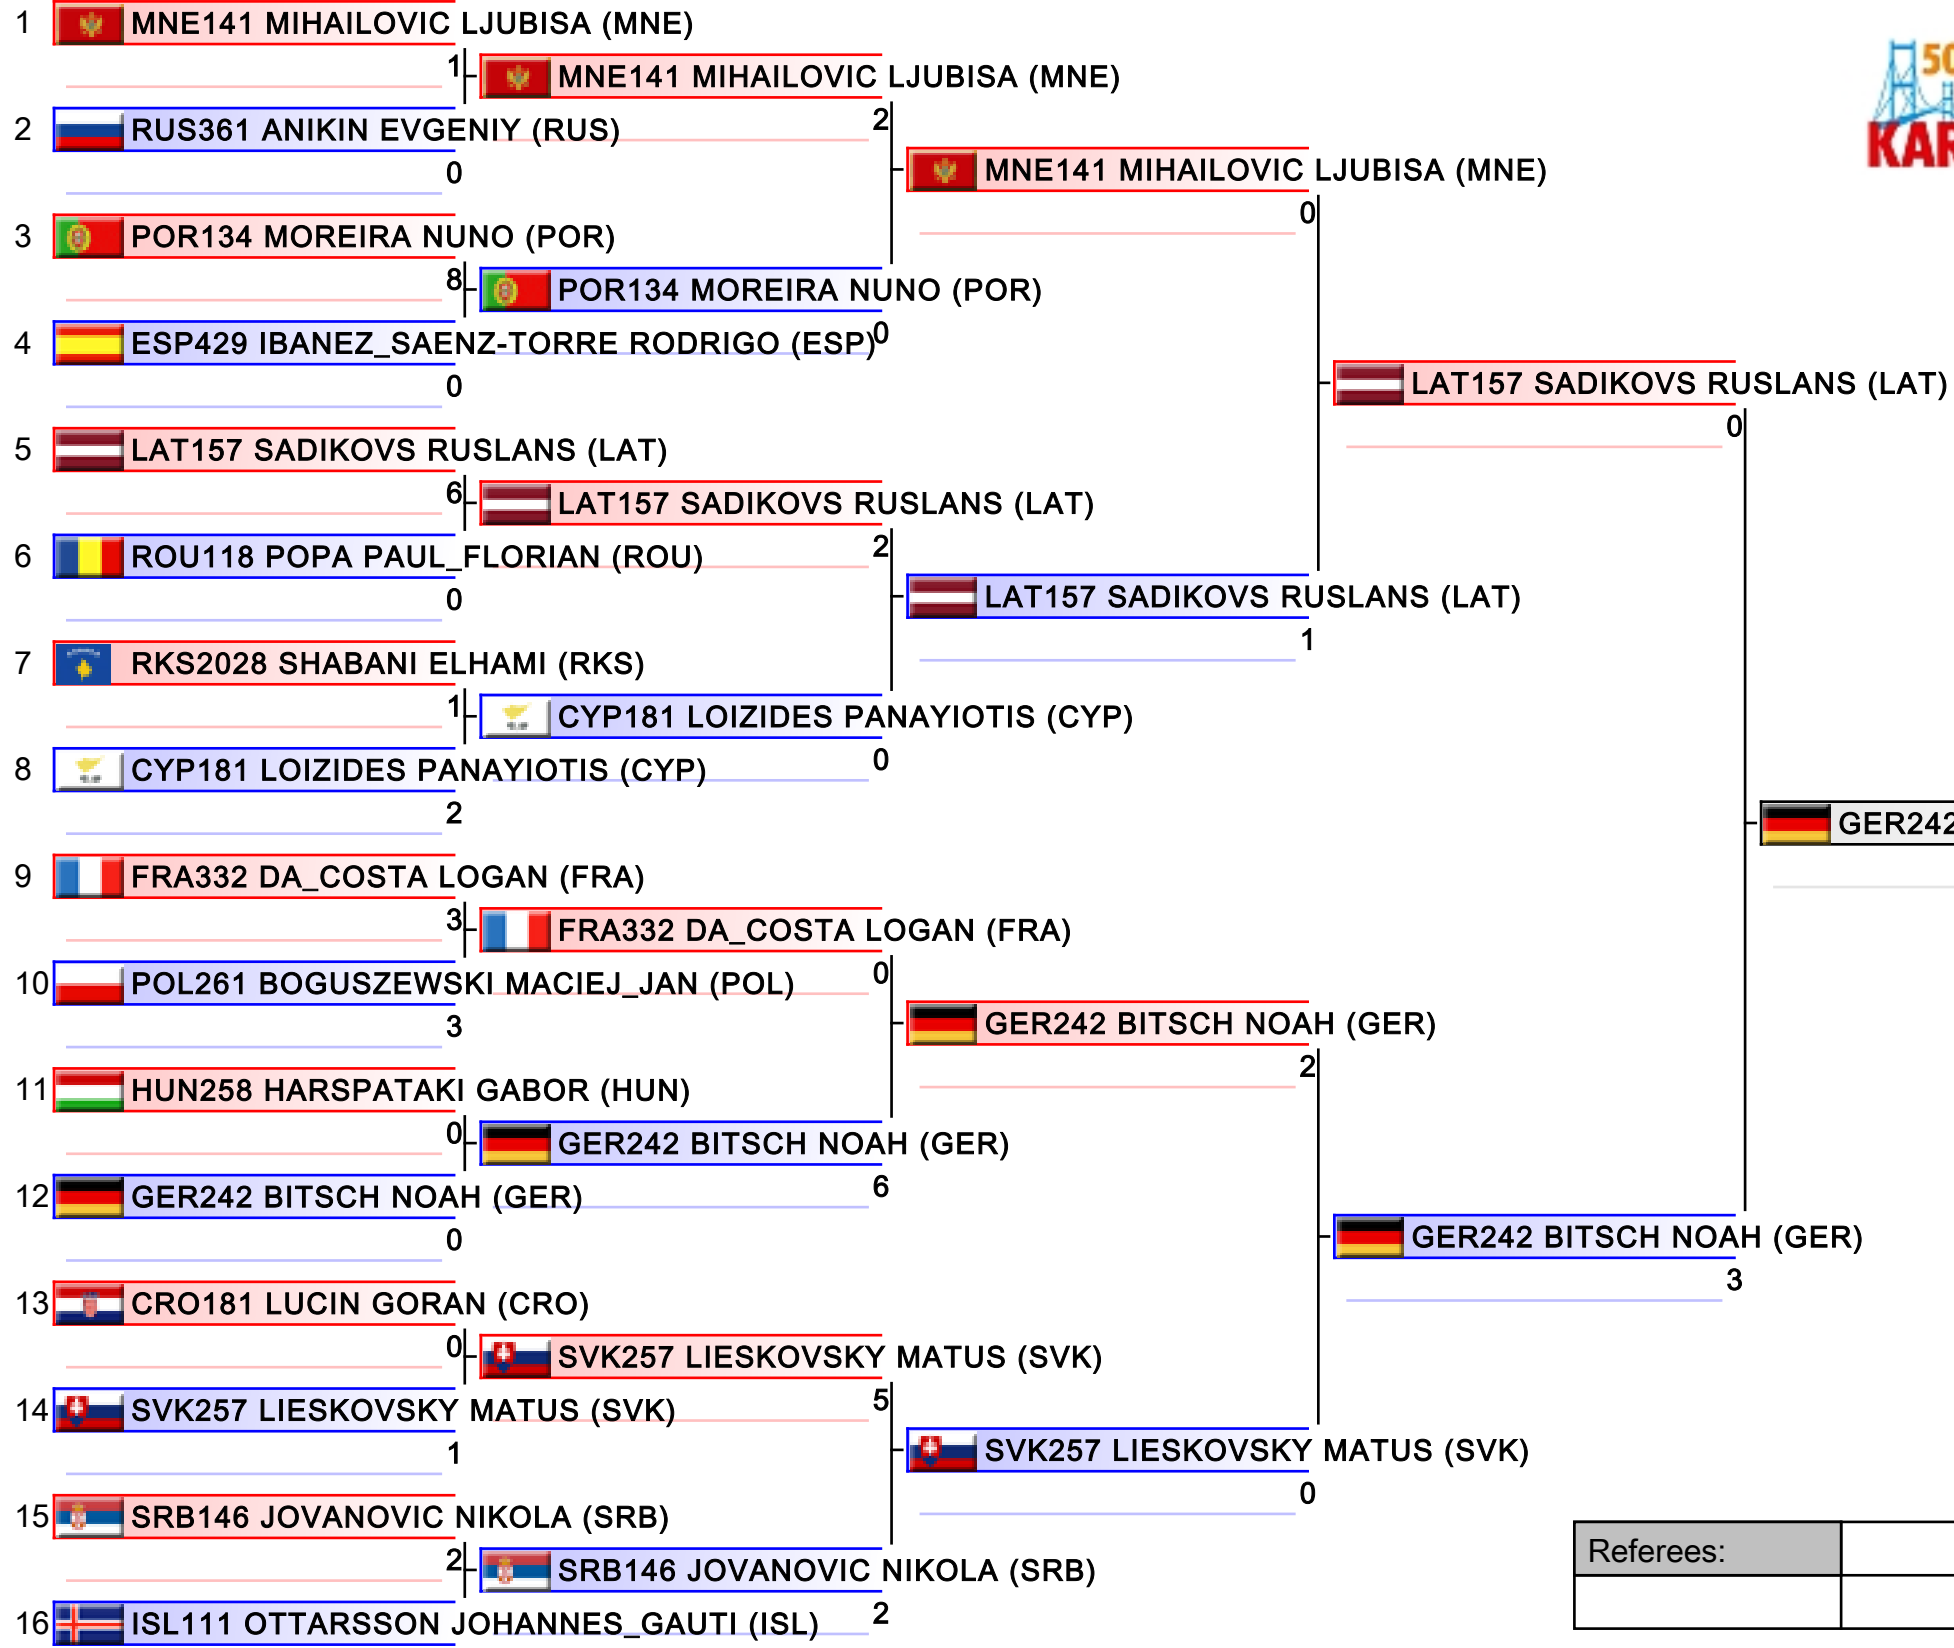 1 MNE141 MIHAILOVIC LJUBISA (MNE)
1 MNE141 MIHAILOVIC LJUBISA (MNE)
2 RUS361 ANIKIN EVGENIY (RUS)
2
0
MNE141 MIHAILOVIC LJUBISA (MNE)
0
3 POR134 MOREIRA NUNO (POR)
8 POR134 MOREIRA NUNO (POR)
0
4 ESP429 IBANEZ_SAENZ-TORRE RODRIGO (ESP)
0
LAT157 SADIKOVS RUSLANS (LAT)
0
5 LAT157 SADIKOVS RUSLANS (LAT)
6 LAT157 SADIKOVS RUSLANS (LAT)
2
6 ROU118 POPA PAUL_FLORIAN (ROU)
0
LAT157 SADIKOVS RUSLANS (LAT)
1
7 RKS2028 SHABANI ELHAMI (RKS)
1 CYP181 LOIZIDES PANAYIOTIS (CYP)
0
8 CYP181 LOIZIDES PANAYIOTIS (CYP)
2
GER242
9 FRA332 DA_COSTA LOGAN (FRA)
3 FRA332 DA_COSTA LOGAN (FRA)
0
10 POL261 BOGUSZEWSKI MACIEJ_JAN (POL)
3
GER242 BITSCH NOAH (GER)
2
11 HUN258 HARSPATAKI GABOR (HUN)
0 GER242 BITSCH NOAH (GER)
6
12 GER242 BITSCH NOAH (GER)
0
GER242 BITSCH NOAH (GER)
3
13 CRO181 LUCIN GORAN (CRO)
0 SVK257 LIESKOVSKY MATUS (SVK)
5
14 SVK257 LIESKOVSKY MATUS (SVK)
1
SVK257 LIESKOVSKY MATUS (SVK)
0
15 SRB146 JOVANOVIC NIKOLA (SRB)
2 SRB146 JOVANOVIC NIKOLA (SRB)
2
16 ISL111 OTTARSSON JOHANNES_GAUTI (ISL)
50
KAR
Referees: